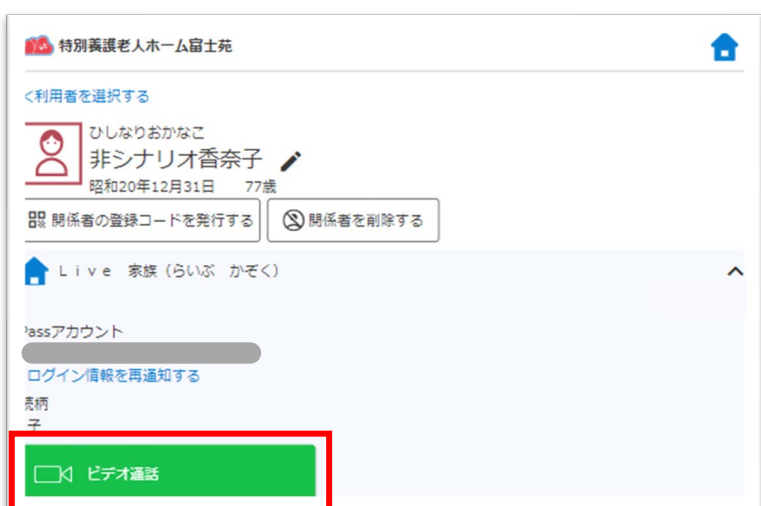 特別養護老人ホーム富士苑
<利用者を選択する
ひしなりおかなこ
非シナリオ香奈子
昭和20年12月31日 77歳
関係者の登録コードを発行する 関係者を削除する
Live 家族(らいぶ かぞく)
Passアカウント
ログイン情報を再通知する
続柄
子
ビデオ通話